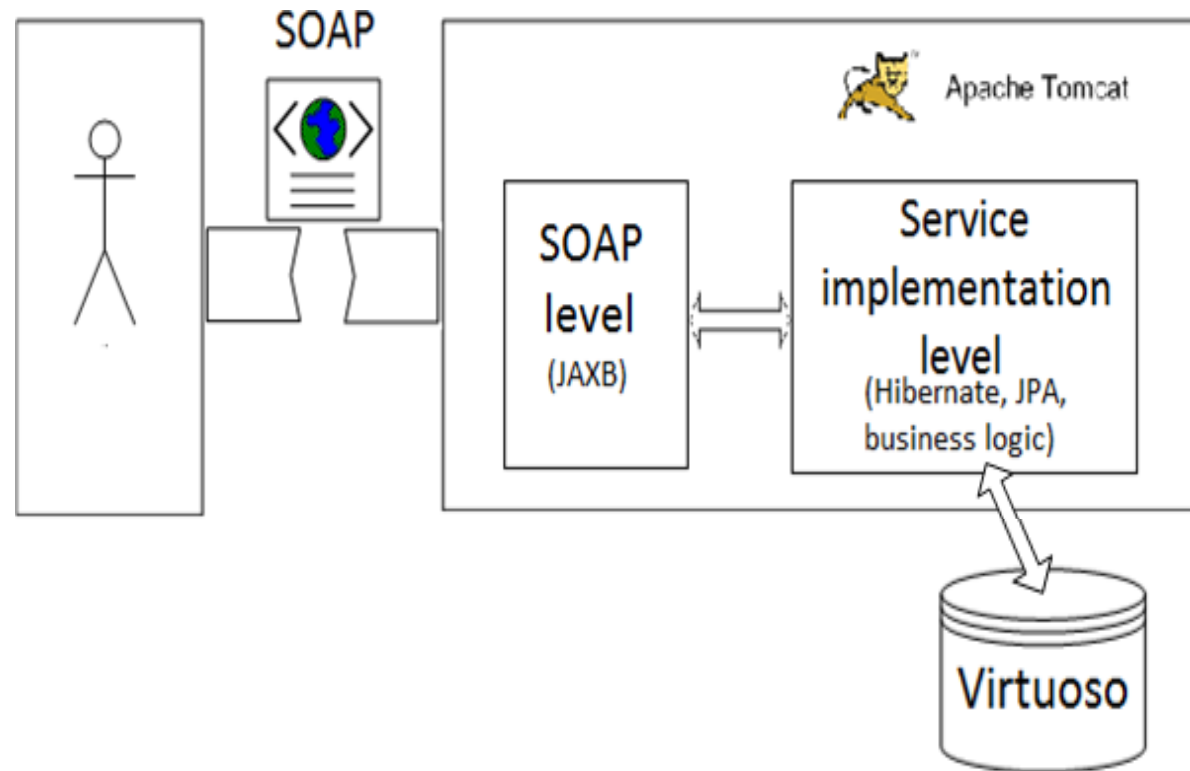 SOAP
Apache Tomcat
SOAP
level
(JAXB)
Service
implementation
level
(Hibernate, JPA,
business logic)
Virtuoso